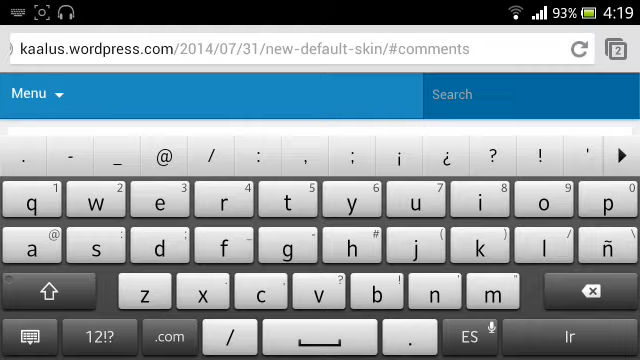 93% 4:19
kaalus.wordpress.com/2014/07/31/new-default-skin/#comments 2
Menu Search
. - _ @ / : , ; ¡ ¿ ? ! '
1 2 3 4 5 6 7 8 9 0
q w e r t y u i o p
@ : ; _ - # ( ) / \
a s d f g h j k l ñ
? ! "
z x c v b n m
12!? .com / . ES Ir